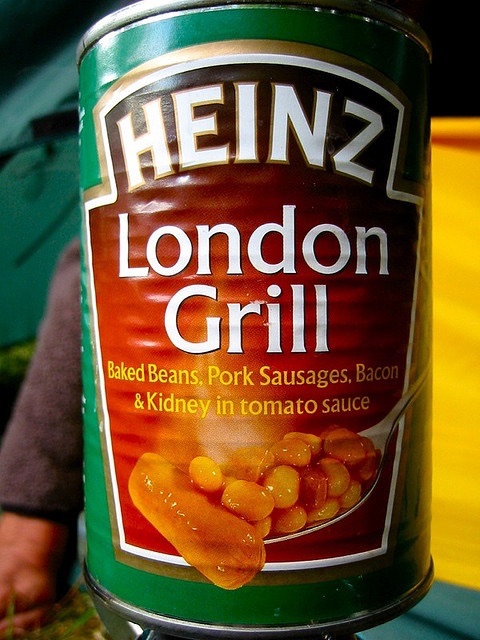 HEINZ
London
Grill
Baked Beans, Pork Sausages, Bacon
& Kidney in tomato sauce